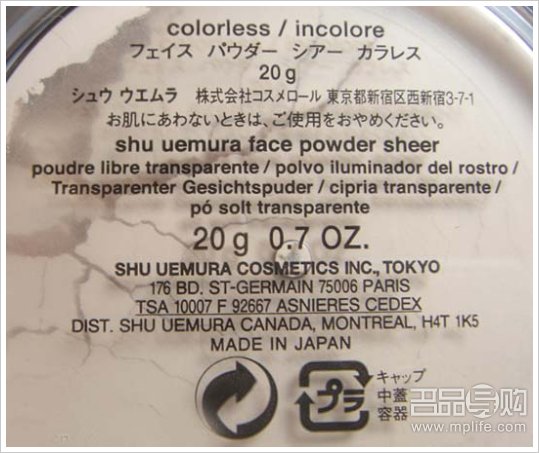 colorless / incolore
フェイス パウダー シアー カラレス
20 g
シュウ ウエムラ 株式会社コスメロール 東京都新宿区西新宿3-7-1
お肌にあわないときは、ご使用をおやめください。
shu uemura face powder sheer
poudre libre transparente / polvo iluminador del rostro /
Transparenter Gesichtspuder / cipria transparente /
pó solt transparente
20 g 0.7 OZ.
SHU UEMURA COSMETICS INC., TOKYO
176 BD. ST-GERMAIN 75006 PARIS
TSA 10007 F 92667 ASNIERES CEDEX
DIST. SHU UEMURA CANADA, MONTREAL, H4T 1K5
MADE IN JAPAN
プラ
キャップ
中蓋
容器
名品导购
www.mplife.com